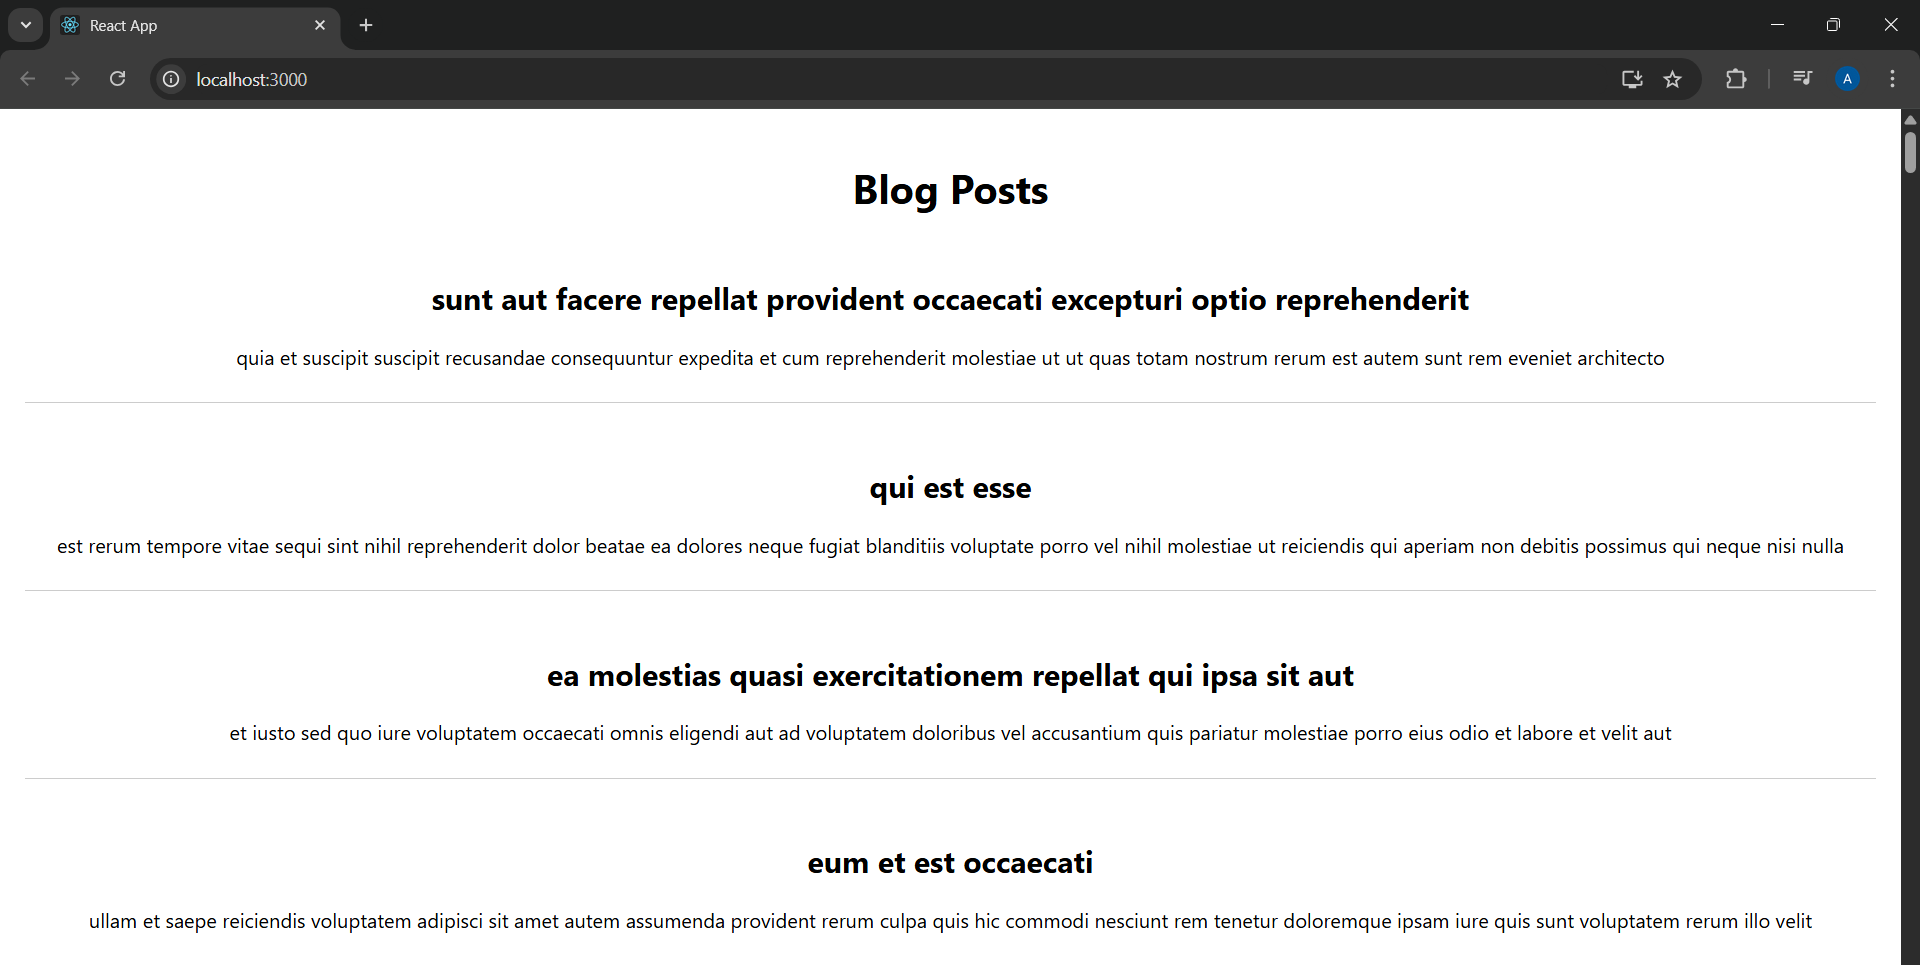 React App
localhost:3000
A
Blog Posts
sunt aut facere repellat provident occaecati excepturi optio reprehenderit
quia et suscipit suscipit recusandae consequuntur expedita et cum reprehenderit molestiae ut ut quas totam nostrum rerum est autem sunt rem eveniet architecto
qui est esse
est rerum tempore vitae sequi sint nihil reprehenderit dolor beatae ea dolores neque fugiat blanditiis voluptate porro vel nihil molestiae ut reiciendis qui aperiam non debitis possimus qui neque nisi nulla
ea molestias quasi exercitationem repellat qui ipsa sit aut
et iusto sed quo iure voluptatem occaecati omnis eligendi aut ad voluptatem doloribus vel accusantium quis pariatur molestiae porro eius odio et labore et velit aut
eum et est occaecati
ullam et saepe reiciendis voluptatem adipisci sit amet autem assumenda provident rerum culpa quis hic commodi nesciunt rem tenetur doloremque ipsam iure quis sunt voluptatem rerum illo velit